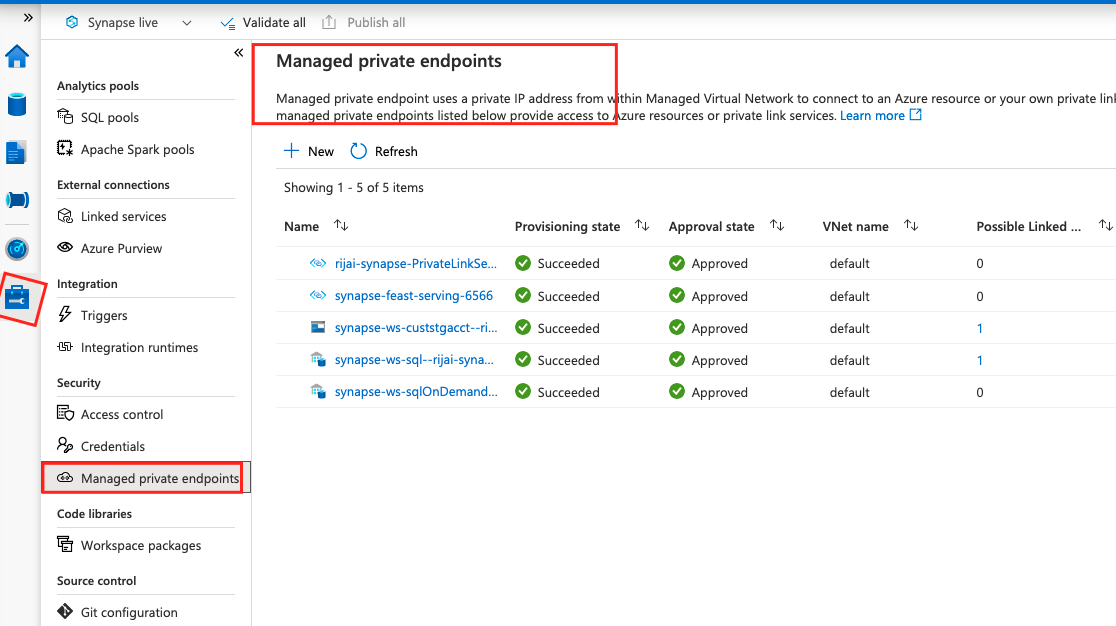 Synapse live
Validate all
Publish all
Analytics pools
SQL pools
Apache Spark pools
External connections
Linked services
Azure Purview
Integration
Triggers
Integration runtimes
Security
Access control
Credentials
Managed private endpoints
Code libraries
Workspace packages
Source control
Git configuration
Managed private endpoints
Managed private endpoint uses a private IP address from within Managed Virtual Network to connect to an Azure resource or your own private link
managed private endpoints listed below provide access to Azure resources or private link services. Learn more
New Refresh
Showing 1 - 5 of 5 items
Name Provisioning state Approval state VNet name Possible Linked ...
rijai-synapse-PrivateLinkSe... Succeeded Approved default 0
synapse-feast-serving-6566 Succeeded Approved default 0
synapse-ws-custstgacct--ri... Succeeded Approved default 1
synapse-ws-sql--rijai-syna... Succeeded Approved default 1
synapse-ws-sqlOnDemand... Succeeded Approved default 0